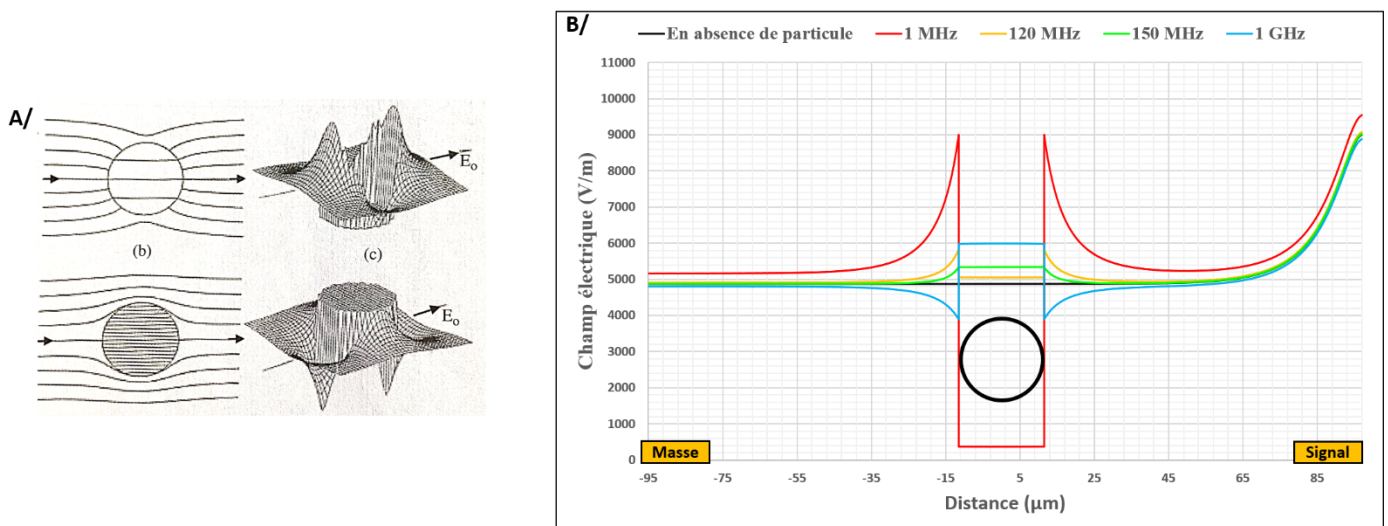 A/
E₀
(b)
(c)
E₀
B/
En absence de particule 1 MHz 120 MHz 150 MHz 1 GHz
Champ électrique (V/m)
11000
10000
9000
8000
7000
6000
5000
4000
3000
2000
1000
0
Masse
Signal
-95 -75 -55 -35 -15 5 25 45 65 85
Distance (µm)